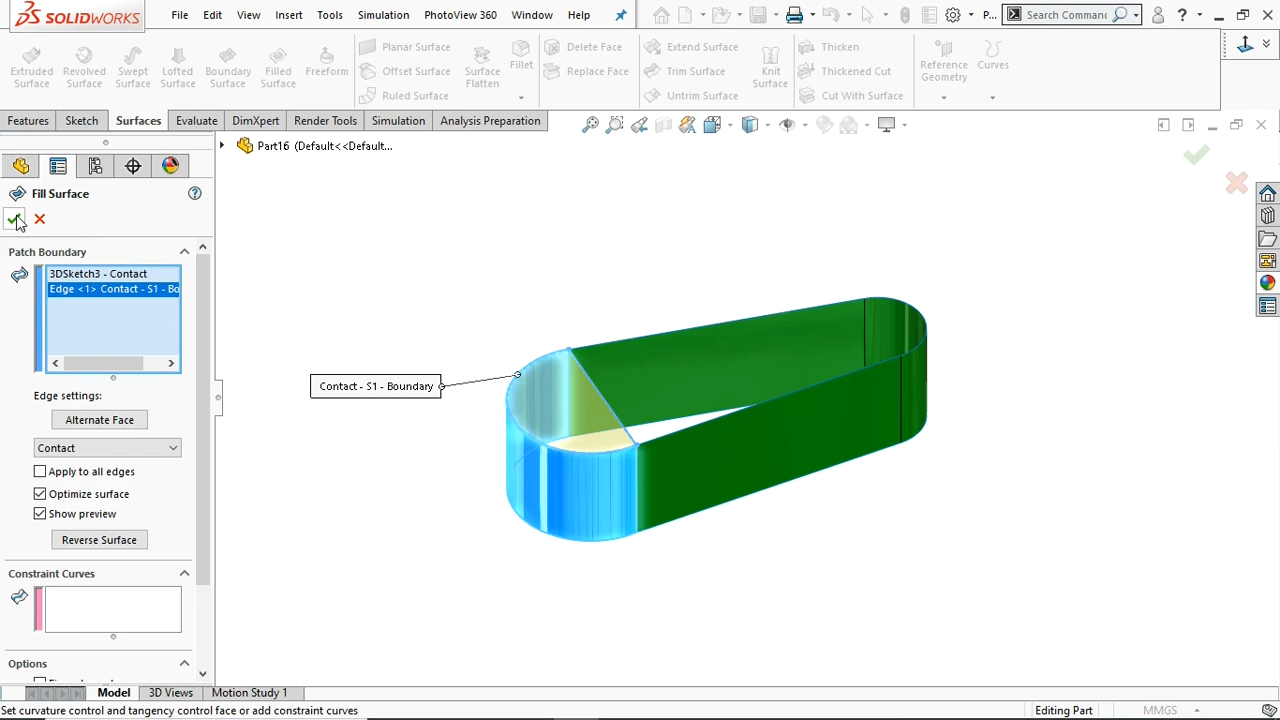 SOLIDWORKS File Edit View Insert Tools Simulation PhotoView 360 Window Help P... Search Comman ?
Extruded Surface
Revolved Surface
Swept Surface
Lofted Surface
Boundary Surface
Filled Surface
Freeform
Planar Surface
Offset Surface
Ruled Surface
Surface Flatten
Fillet
Delete Face
Replace Face
Extend Surface
Trim Surface
Untrim Surface
Knit Surface
Thicken
Thickened Cut
Cut With Surface
Reference Geometry
Curves
Features Sketch Surfaces Evaluate DimXpert Render Tools Simulation Analysis Preparation
Part16 (Default<<Default...
Fill Surface
Patch Boundary
3DSketch3 - Contact
Edge <1> Contact - S1 - Bo
Edge settings:
Alternate Face
Contact
Apply to all edges
Optimize surface
Show preview
Reverse Surface
Constraint Curves
Options
Contact - S1 - Boundary
Model 3D Views Motion Study 1
Set curvature control and tangency control face or add constraint curves Editing Part MMGS